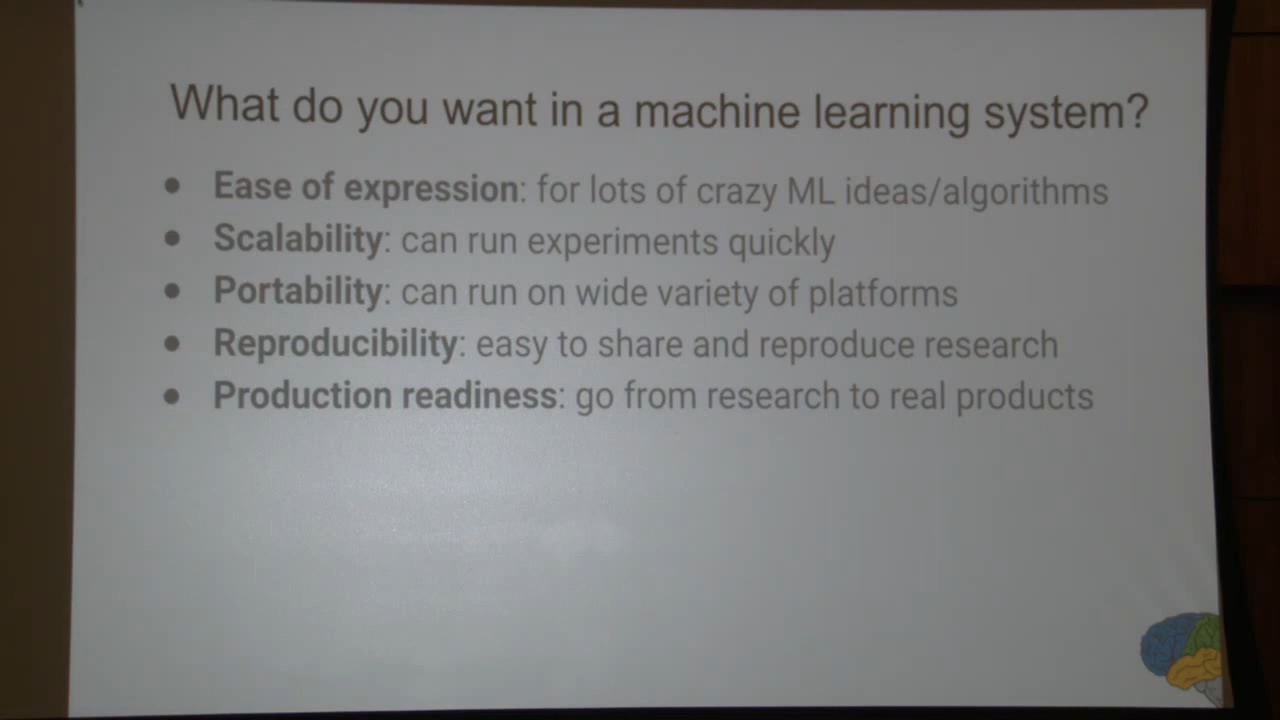 What do you want in a machine learning system?
● Ease of expression: for lots of crazy ML ideas/algorithms
● Scalability: can run experiments quickly
● Portability: can run on wide variety of platforms
● Reproducibility: easy to share and reproduce research
● Production readiness: go from research to real products